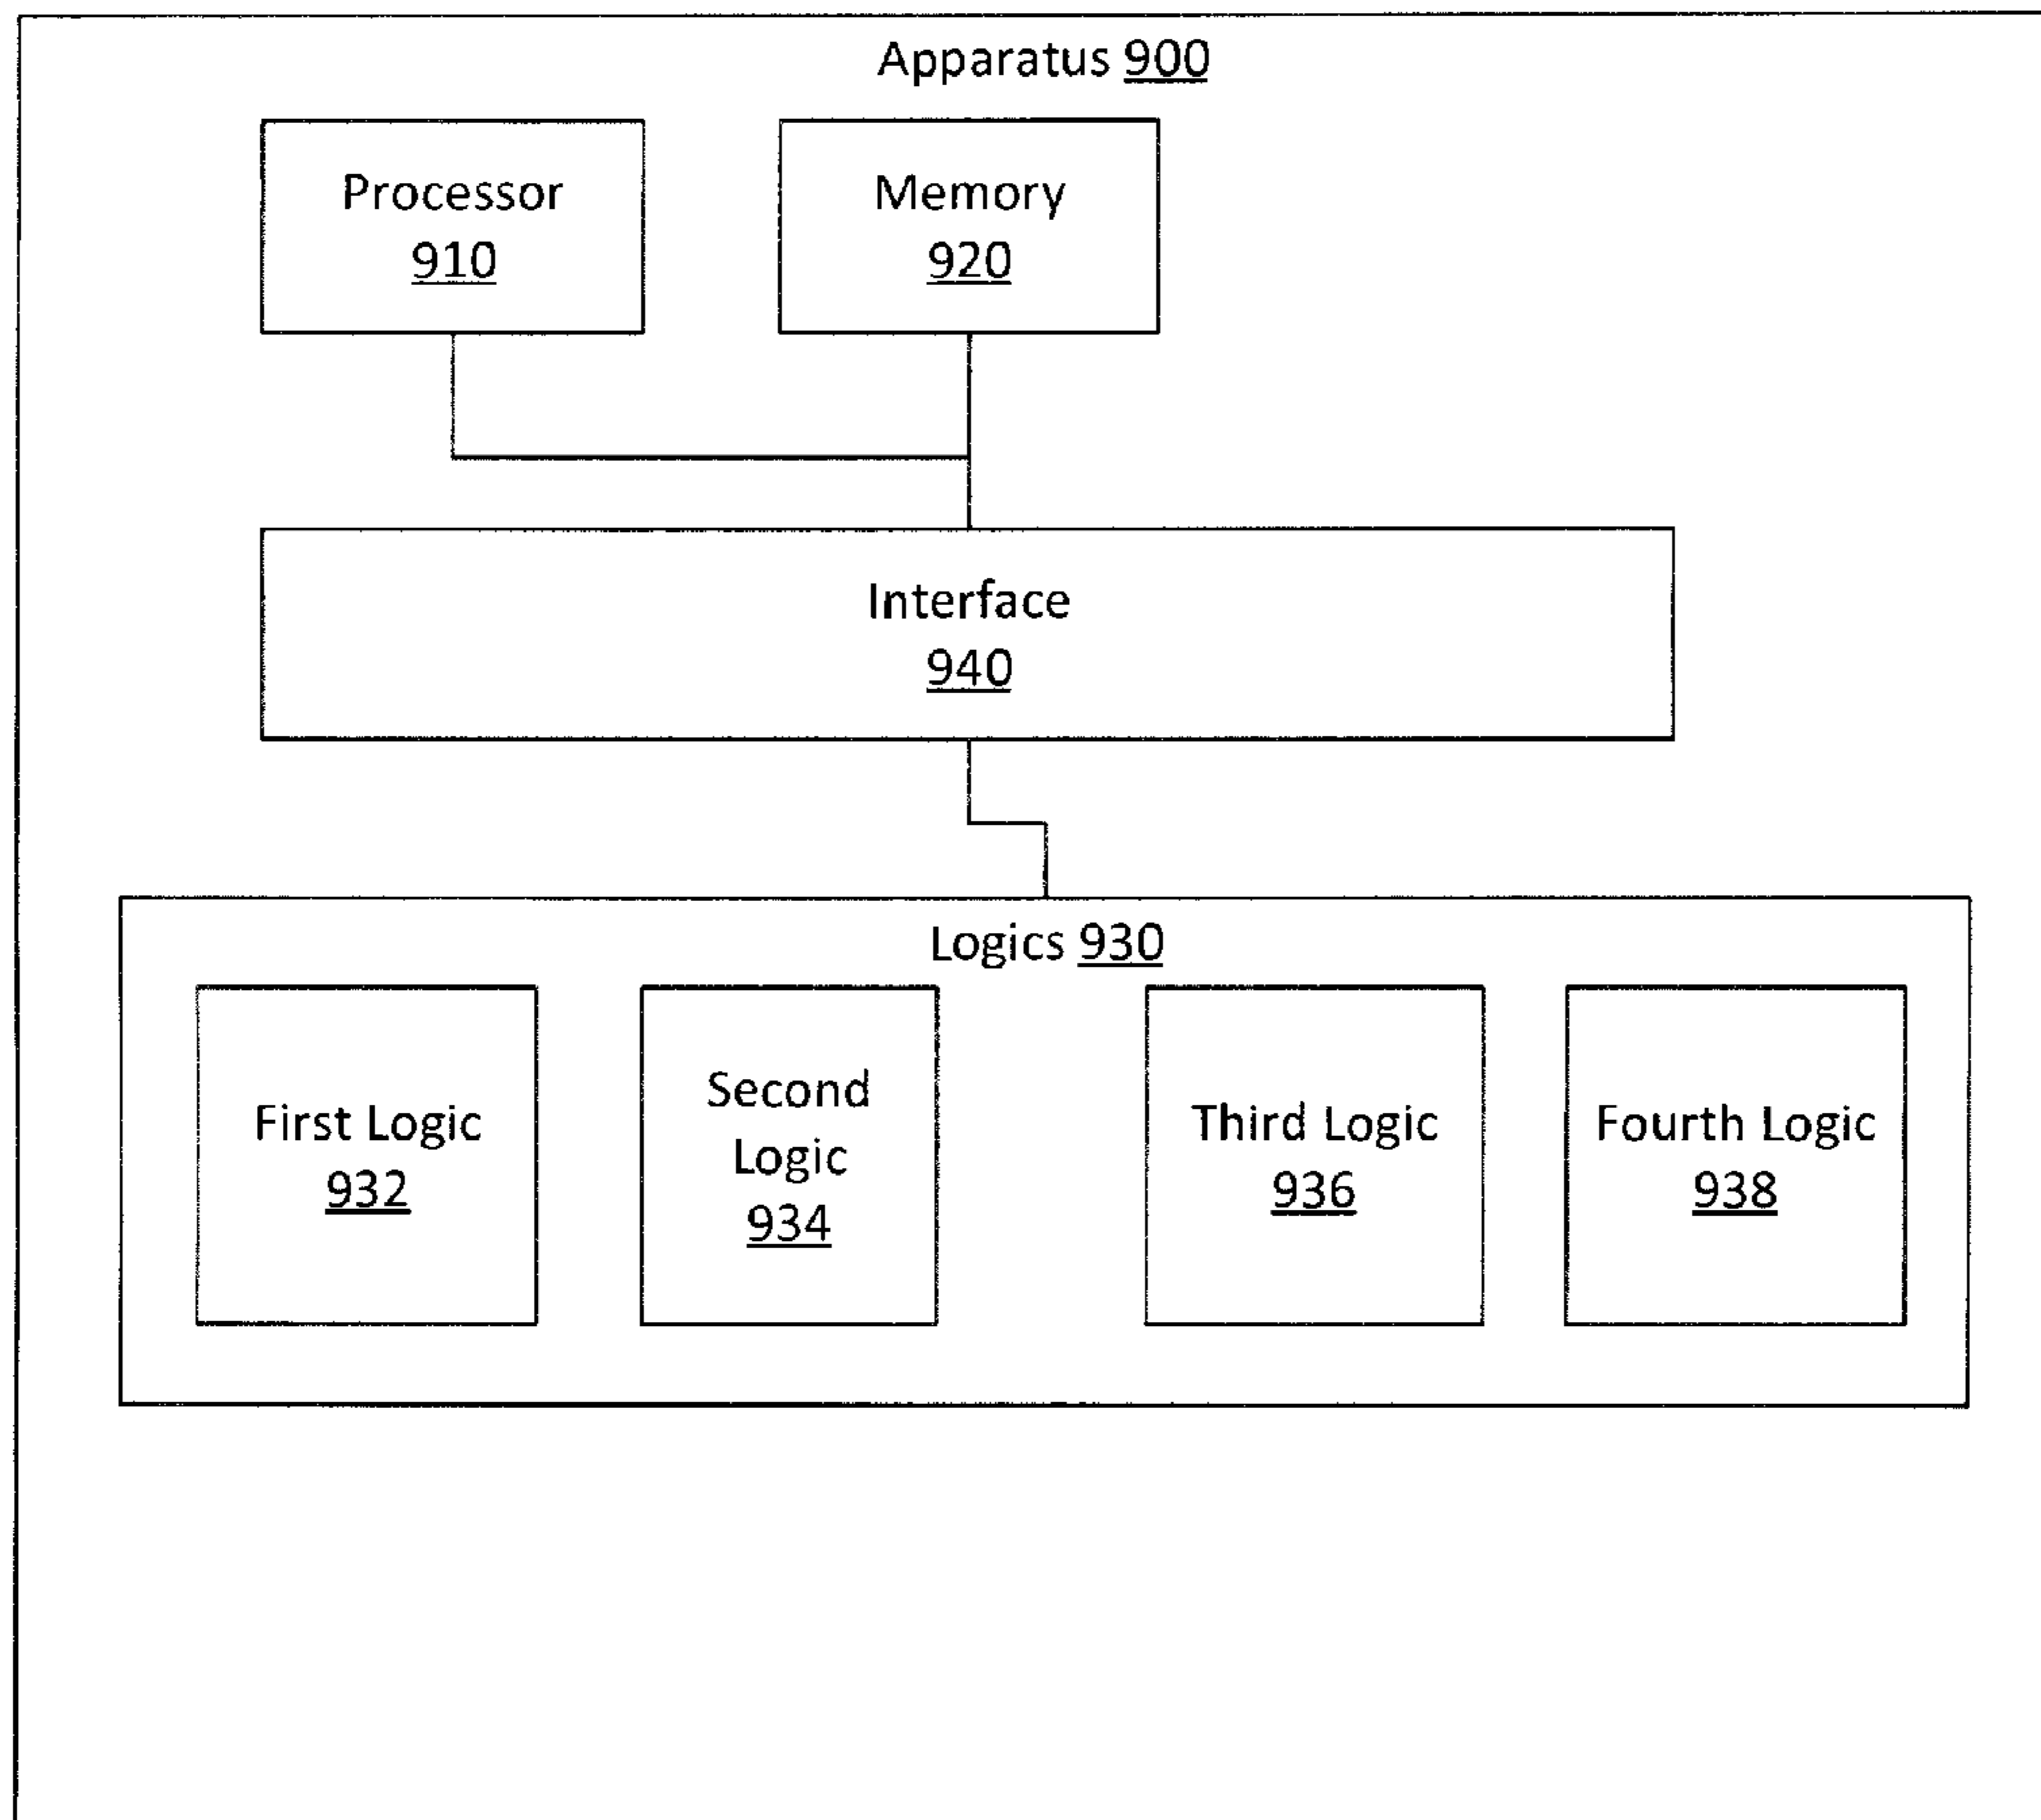 Apparatus 900
Processor
910
Memory
920
Interface
940
Logics 930
First Logic
932
Second
Logic
934
Third Logic
936
Fourth Logic
938